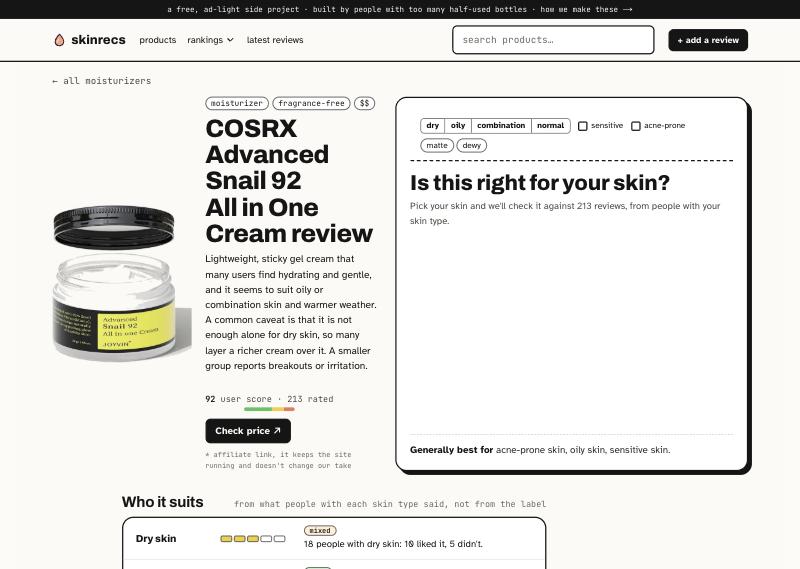 a free, ad-light side project · built by people with too many half-used bottles · how we make these →
skinrecs
products
rankings
latest reviews
search products…
+ add a review
← all moisturizers
moisturizer
fragrance-free
$$
COSRX
Advanced
Snail 92
All in One
Cream review
Lightweight, sticky gel cream that
many users find hydrating and gentle,
and it seems to suit oily or
combination skin and warmer weather.
A common caveat is that it is not
enough alone for dry skin, so many
layer a richer cream over it. A smaller
group reports breakouts or irritation.
92 user score · 213 rated
Check price ↗
* affiliate link, it keeps the site
running and doesn't change our take
Advanced
Snail 92
All in one Cream
JOYVIN
dry
oily
combination
normal
sensitive
acne-prone
matte
dewy
Is this right for your skin?
Pick your skin and we'll check it against 213 reviews, from people with your
skin type.
Generally best for acne-prone skin, oily skin, sensitive skin.
Who it suits
from what people with each skin type said, not from the label
Dry skin
mixed
18 people with dry skin: 10 liked it, 5 didn't.